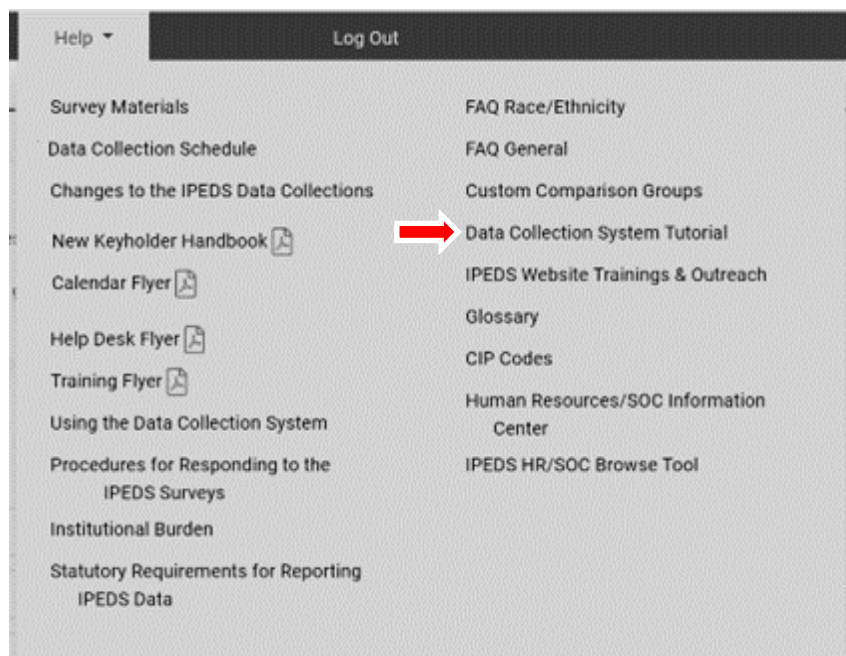 Help
Log Out
Survey Materials
Data Collection Schedule
Changes to the IPEDS Data Collections
New Keyholder Handbook
Calendar Flyer
Help Desk Flyer
Training Flyer
Using the Data Collection System
Procedures for Responding to the
IPEDS Surveys
Institutional Burden
Statutory Requirements for Reporting
IPEDS Data
FAQ Race/Ethnicity
FAQ General
Custom Comparison Groups
Data Collection System Tutorial
IPEDS Website Trainings & Outreach
Glossary
CIP Codes
Human Resources/SOC Information
Center
IPEDS HR/SOC Browse Tool